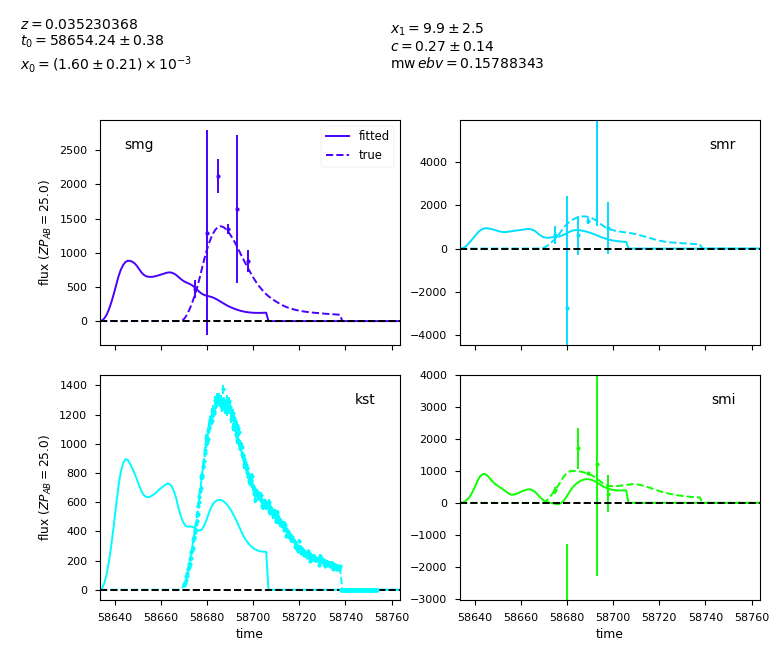 z = 0.035230368
t₀ = 58654.24 ± 0.38
x₀ = (1.60 ± 0.21) × 10⁻³
x₁ = 9.9 ± 2.5
c = 0.27 ± 0.14
mw ebv = 0.15788343
smg
fitted
true
flux (ZP_AB = 25.0)
2500
2000
1500
1000
500
0
smr
4000
2000
0
−2000
−4000
kst
flux (ZP_AB = 25.0)
1400
1200
1000
800
600
400
200
0
58640 58660 58680 58700 58720 58740 58760
time
smi
4000
3000
2000
1000
0
−1000
−2000
−3000
58640 58660 58680 58700 58720 58740 58760
time